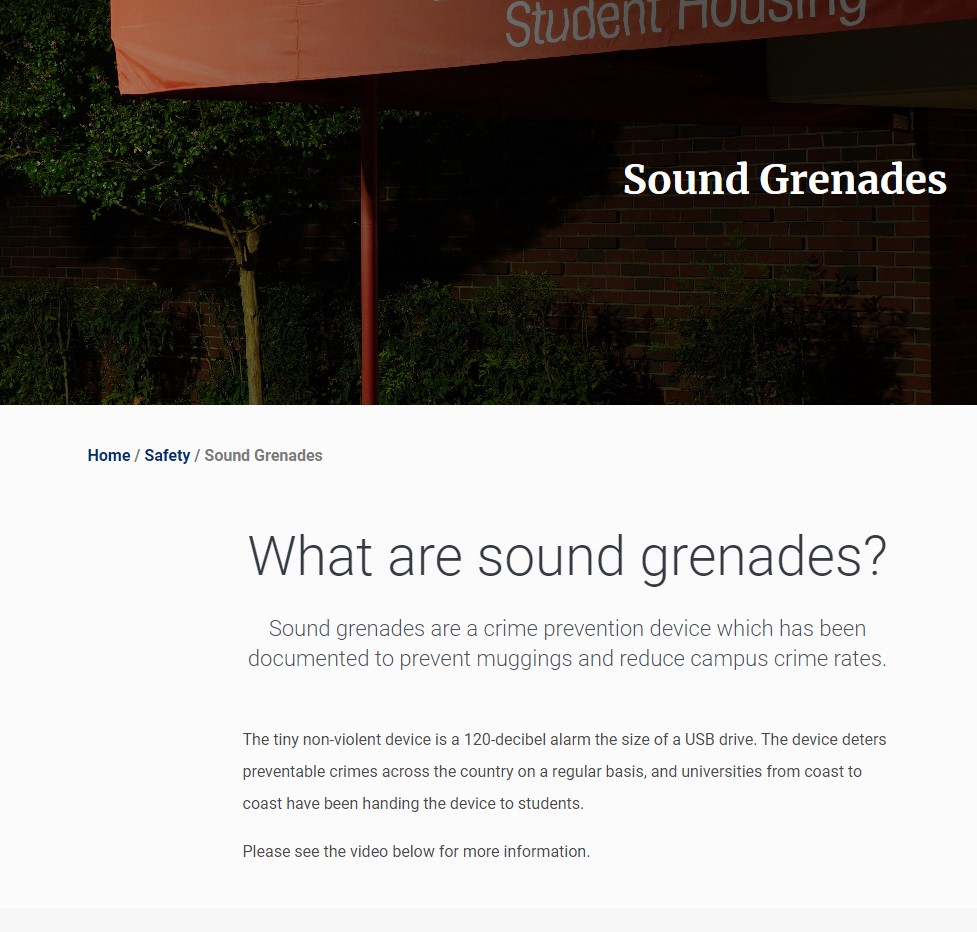 Student Housing
Sound Grenades
Home / Safety / Sound Grenades
What are sound grenades?
Sound grenades are a crime prevention device which has been
documented to prevent muggings and reduce campus crime rates.
The tiny non-violent device is a 120-decibel alarm the size of a USB drive. The device deters
preventable crimes across the country on a regular basis, and universities from coast to
coast have been handing the device to students.
Please see the video below for more information.